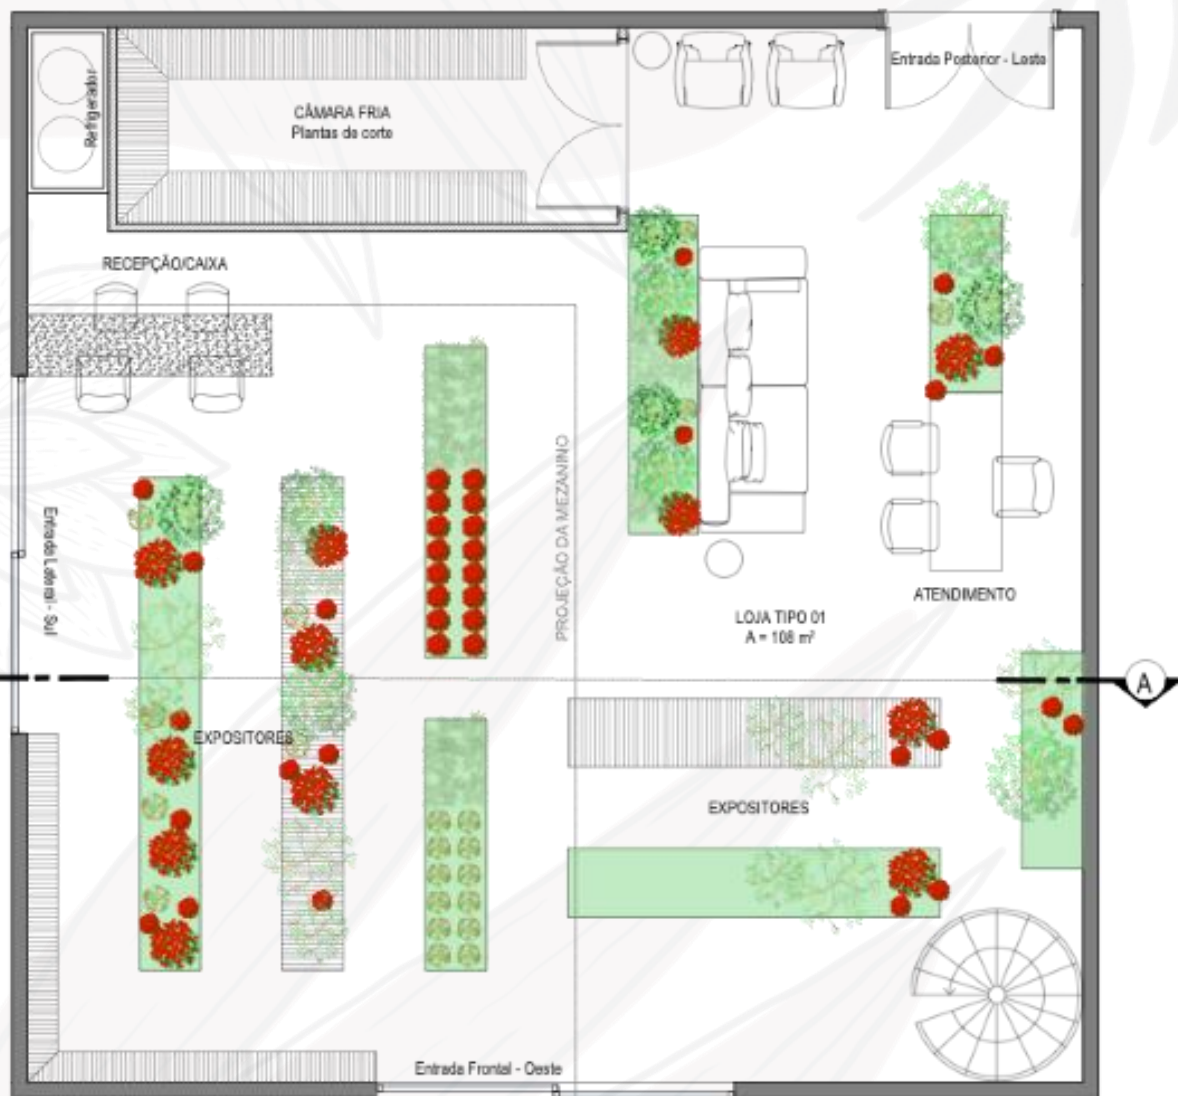 Entrada Posterior - Leste
Refrigerador
CÂMARA FRIA
Plantas de corte
RECEPÇÃO/CAIXA
PROJEÇÃO DA MEZANINO
Entrada Lateral - Sul
ATENDIMENTO
LOJA TIPO 01
A = 108 m²
A
EXPOSITORES
EXPOSITORES
Entrada Frontal - Oeste